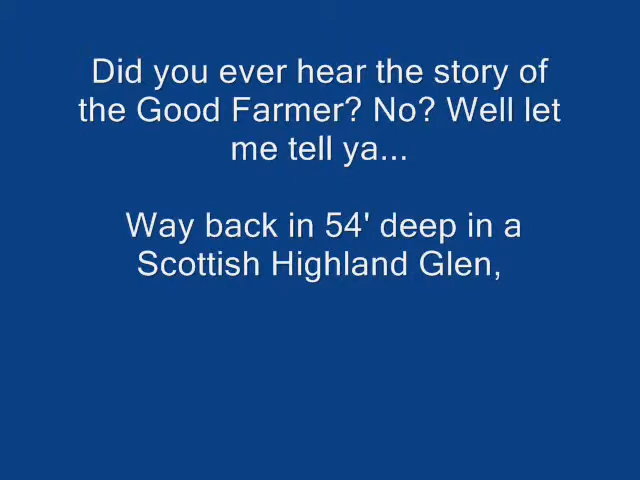 Did you ever hear the story of
the Good Farmer? No? Well let
me tell ya...
Way back in 54' deep in a
Scottish Highland Glen,